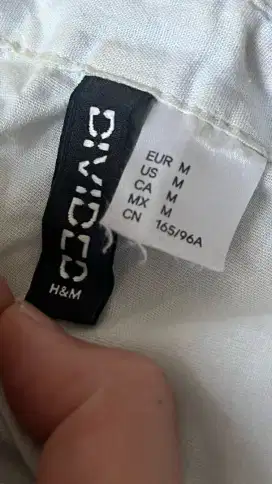 DIVIDED
H&M
EUR M
US M
CA M
MX M
CN 165/96A